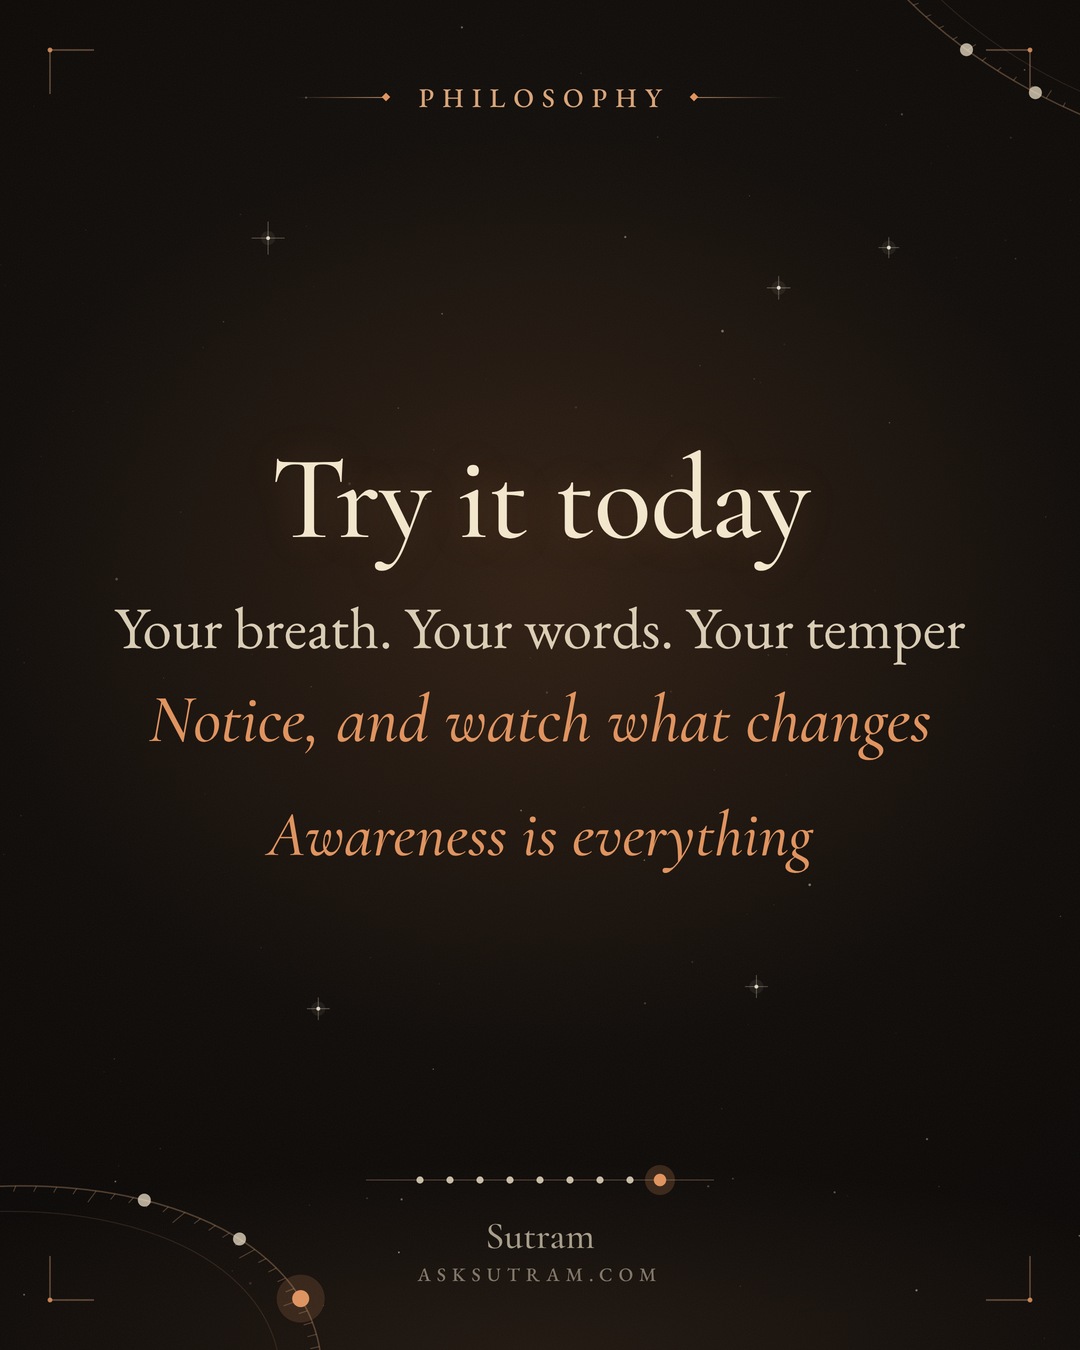 PHILOSOPHY
Try it today
Your breath. Your words. Your temper
Notice, and watch what changes
Awareness is everything
Sutram
ASKSUTRAM.COM